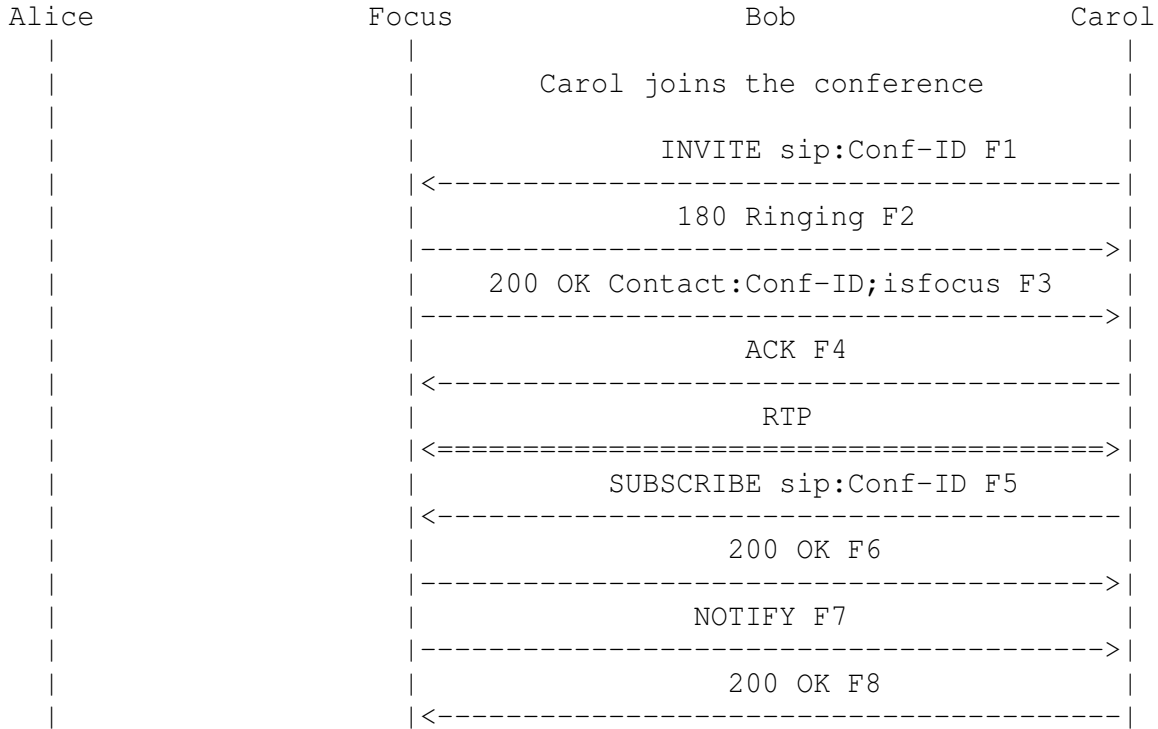 Alice Focus Bob Carol
Carol joins the conference
INVITE sip:Conf-ID F1
180 Ringing F2
200 OK Contact:Conf-ID;isfocus F3
ACK F4
RTP
SUBSCRIBE sip:Conf-ID F5
200 OK F6
NOTIFY F7
200 OK F8